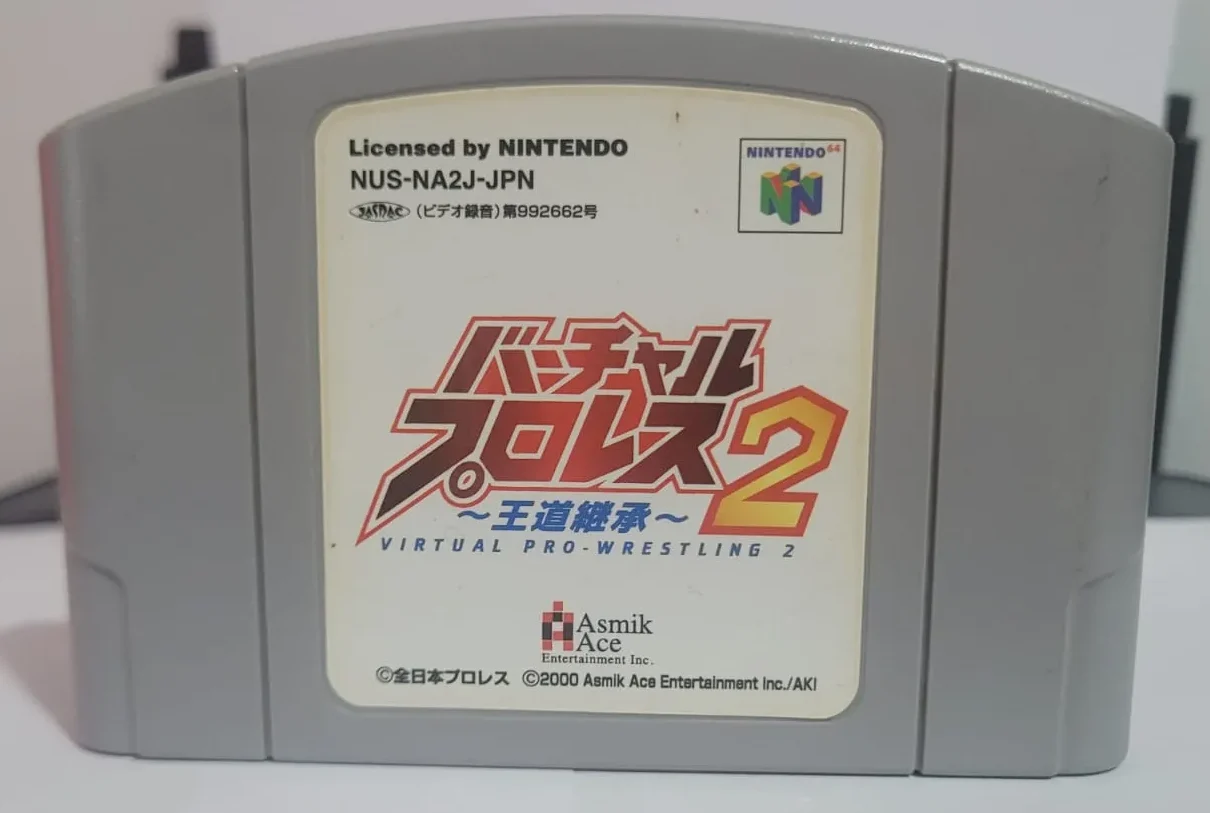 Licensed by NINTENDO
NUS-NA2J-JPN
JASRAC (ビデオ録音)第992662号
NINTENDO64
バーチャル
プロレス2
~王道継承~
VIRTUAL PRO-WRESTLING 2
Asmik
Ace
Entertainment Inc.
©全日本プロレス ©2000 Asmik Ace Entertainment Inc./AKI